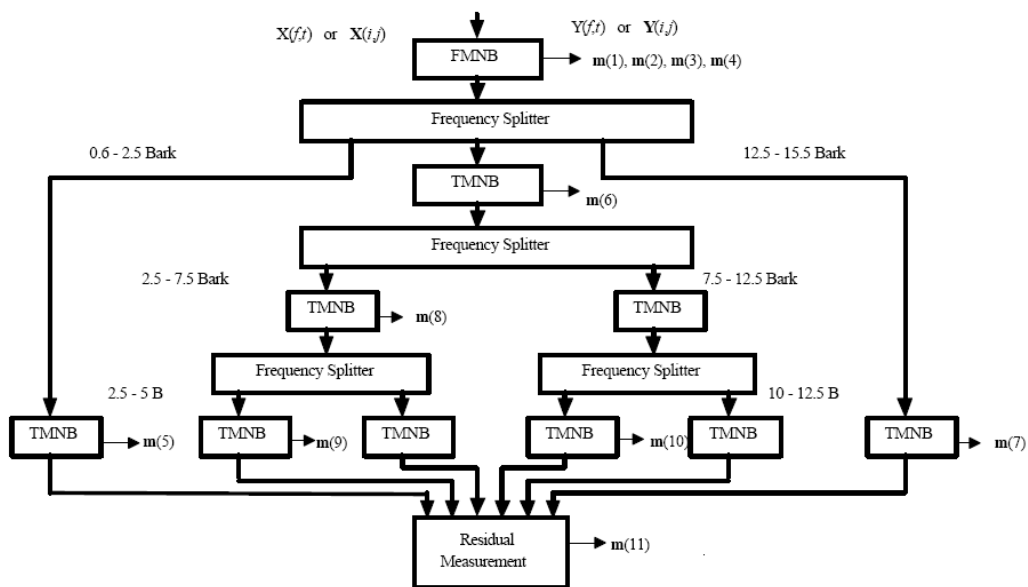 X(f,t) or X(i,j)
Y(f,t) or Y(i,j)
FMNB
m(1), m(2), m(3), m(4)
Frequency Splitter
0.6 - 2.5 Bark
12.5 - 15.5 Bark
TMNB
m(6)
Frequency Splitter
2.5 - 7.5 Bark
7.5 - 12.5 Bark
TMNB
m(8)
TMNB
Frequency Splitter
Frequency Splitter
2.5 - 5 B
10 - 12.5 B
TMNB
m(5)
TMNB
m(9)
TMNB
TMNB
m(10)
TMNB
TMNB
m(7)
Residual
Measurement
m(11)